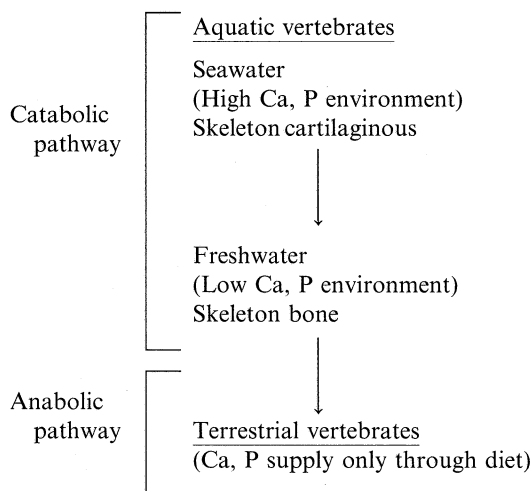 Aquatic vertebrates
Seawater
(High Ca, P environment)
Skeleton cartilaginous
Catabolic
pathway
Freshwater
(Low Ca, P environment)
Skeleton bone
Anabolic
pathway
Terrestrial vertebrates
(Ca, P supply only through diet)